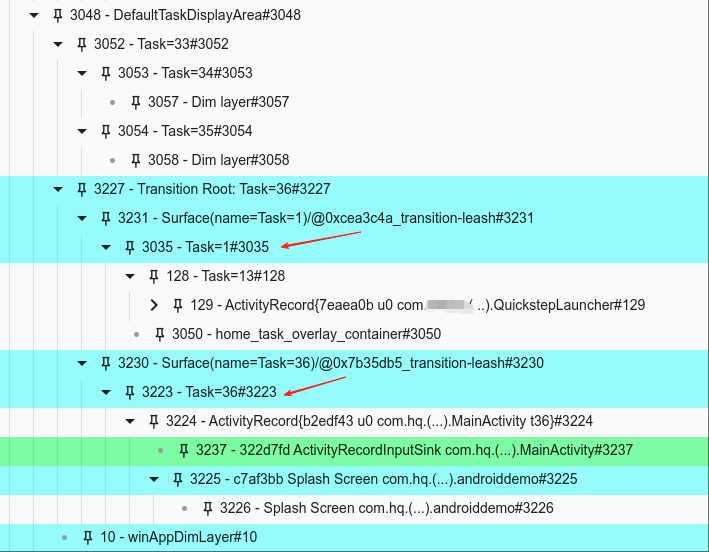 3048 - DefaultTaskDisplayArea#3048
3052 - Task=33#3052
3053 - Task=34#3053
3057 - Dim layer#3057
3054 - Task=35#3054
3058 - Dim layer#3058
3227 - Transition Root: Task=36#3227
3231 - Surface(name=Task=1)/@0xcea3c4a_transition-leash#3231
3035 - Task=1#3035
128 - Task=13#128
129 - ActivityRecord{7eaea0b u0 com. ( ..).QuickstepLauncher#129
3050 - home_task_overlay_container#3050
3230 - Surface(name=Task=36)/@0x7b35db5_transition-leash#3230
3223 - Task=36#3223
3224 - ActivityRecord{b2edf43 u0 com.hq.(...).MainActivity t36}#3224
3237 - 322d7fd ActivityRecordInputSink com.hq.(...).MainActivity#3237
3225 - c7af3bb Splash Screen com.hq.(...).androiddemo#3225
3226 - Splash Screen com.hq.(...).androiddemo#3226
10 - winAppDimLayer#10